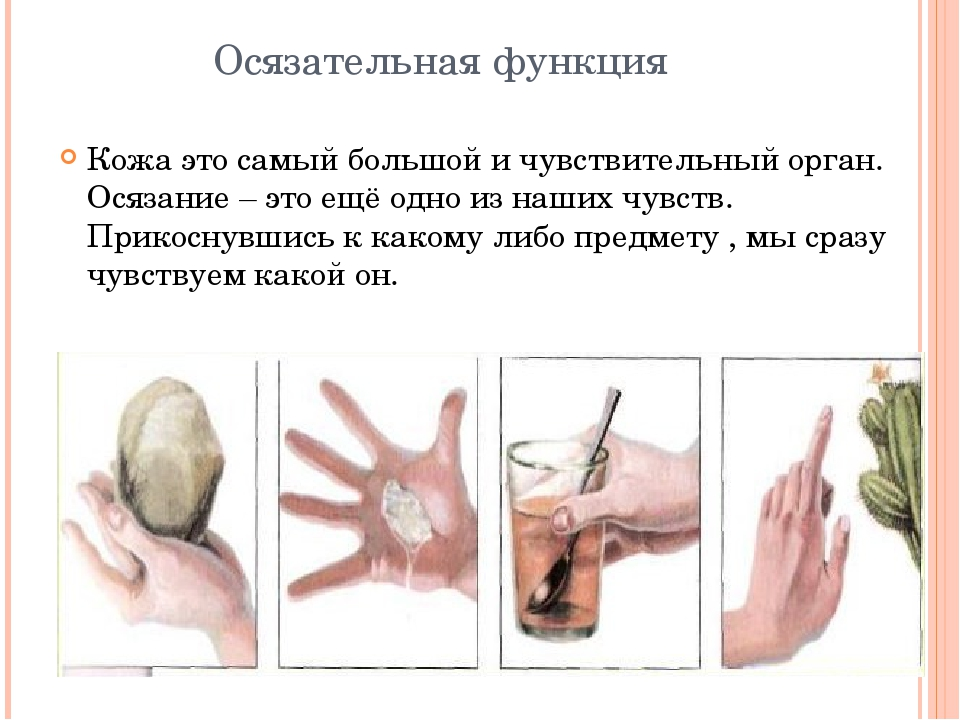 Осязательная функция
Кожа это самый большой и чувствительный орган.
Осязание – это ещё одно из наших чувств.
Прикоснувшись к какому либо предмету , мы сразу
чувствуем какой он.